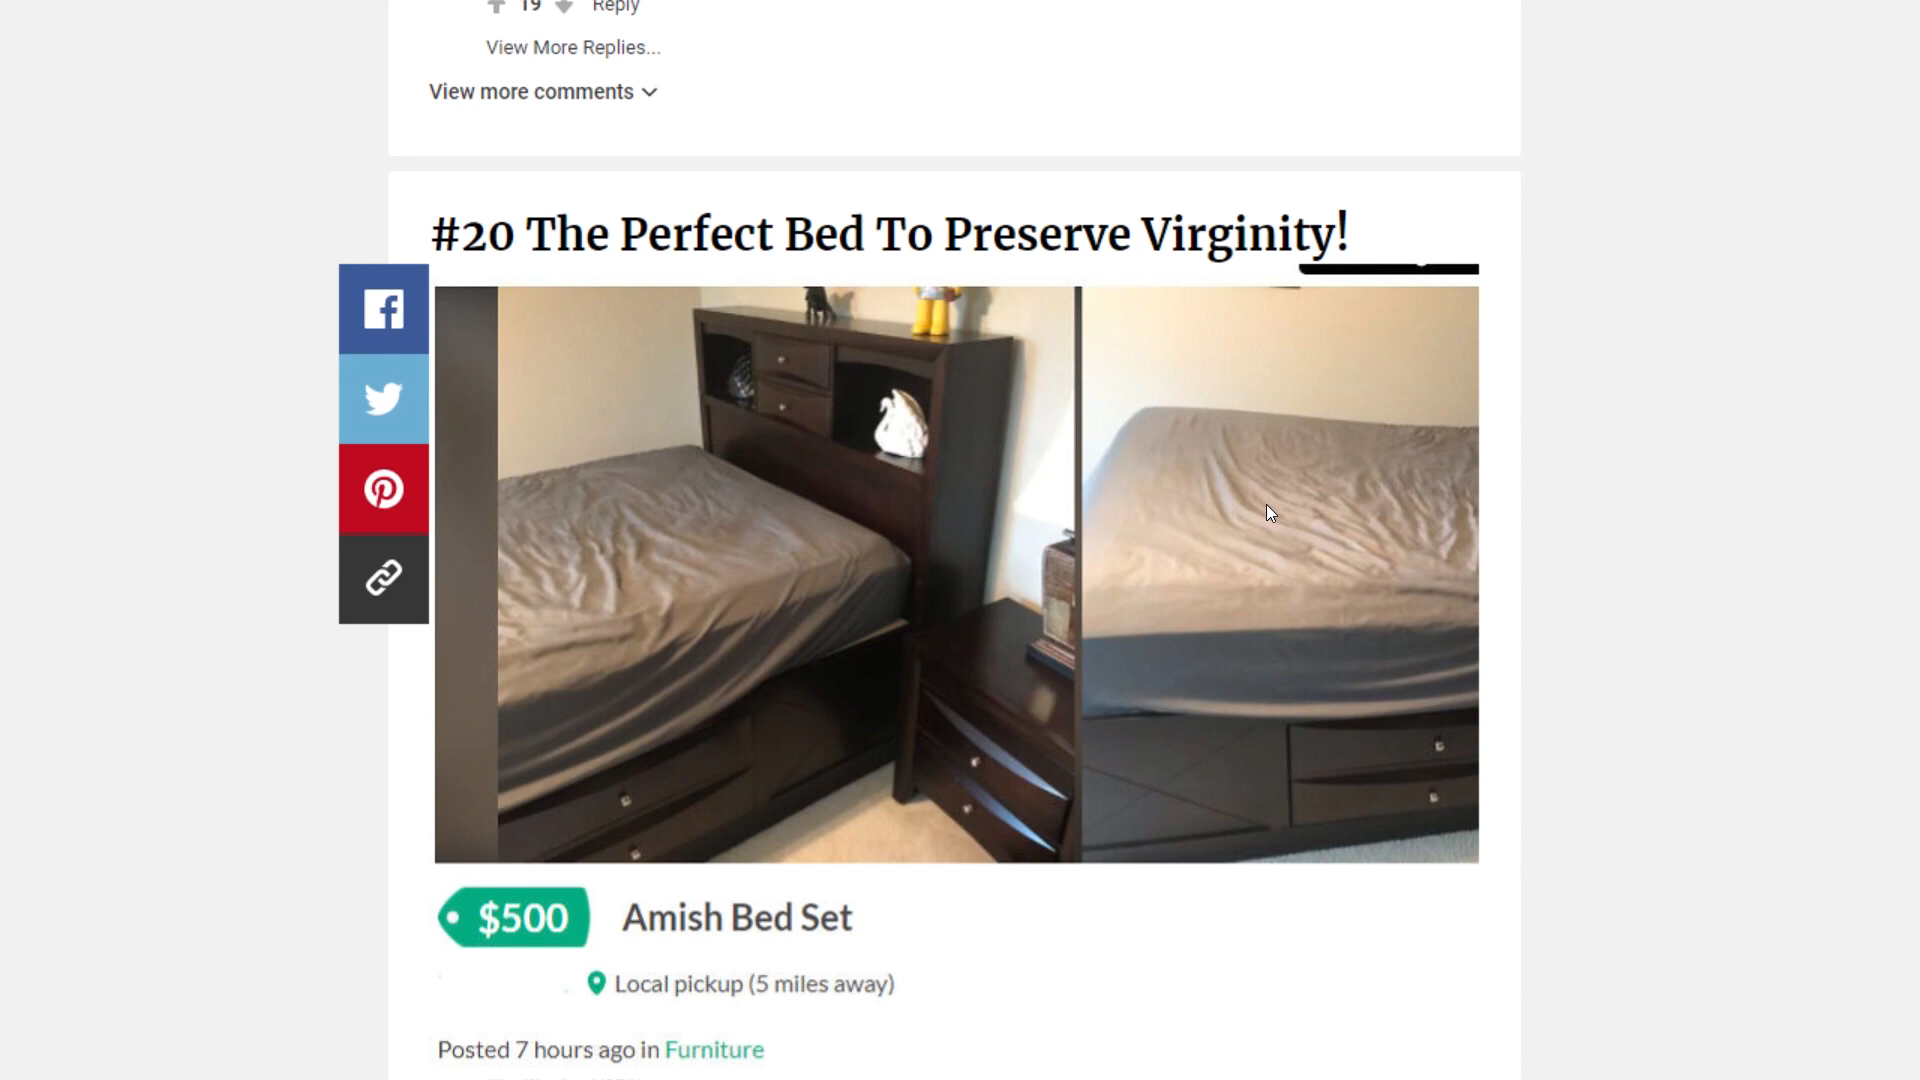 19 Reply
View More Replies...
View more comments
#20 The Perfect Bed To Preserve Virginity!
$500 Amish Bed Set
Local pickup (5 miles away)
Posted 7 hours ago in Furniture